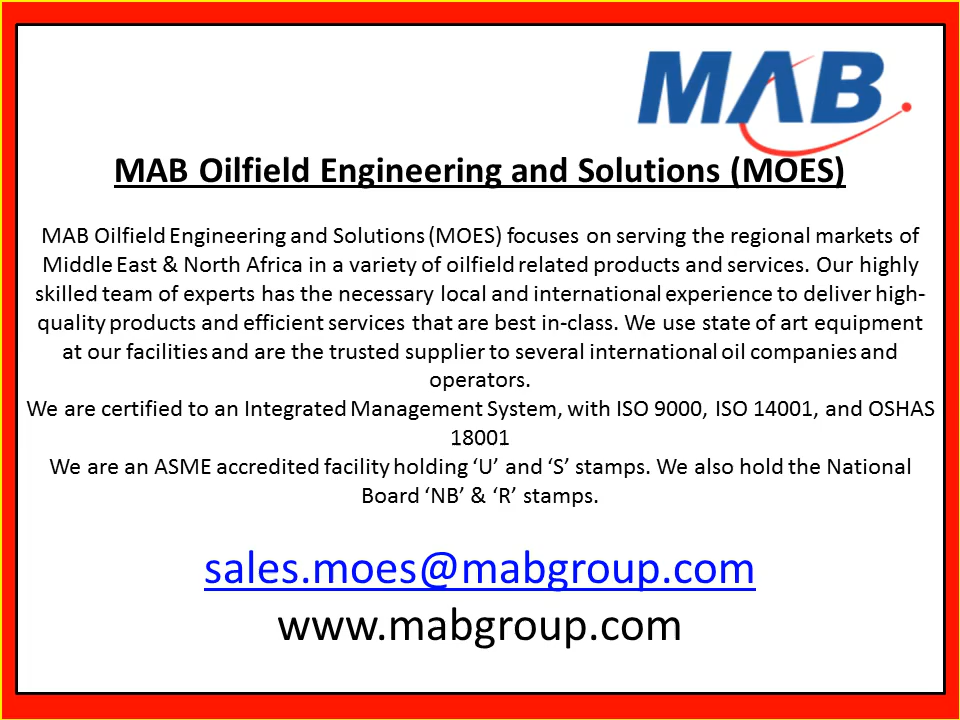 MAB
MAB Oilfield Engineering and Solutions (MOES)
MAB Oilfield Engineering and Solutions (MOES) focuses on serving the regional markets of
Middle East & North Africa in a variety of oilfield related products and services. Our highly
skilled team of experts has the necessary local and international experience to deliver high-
quality products and efficient services that are best in-class. We use state of art equipment
at our facilities and are the trusted supplier to several international oil companies and
operators.
We are certified to an Integrated Management System, with ISO 9000, ISO 14001, and OSHAS
18001
We are an ASME accredited facility holding ‘U’ and ‘S’ stamps. We also hold the National
Board ‘NB’ & ‘R’ stamps.
sales.moes@mabgroup.com
www.mabgroup.com